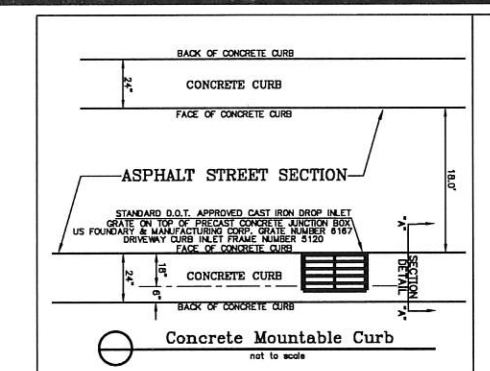 BACK OF CONCRETE CURB
24"
CONCRETE CURB
FACE OF CONCRETE CURB
ASPHALT STREET SECTION
18.0'
STANDARD D.O.T. APPROVED CAST IRON DROP INLET
GRATE ON TOP OF PRECAST CONCRETE JUNCTION BOX
US FOUNDARY & MANUFACTURING CORP. GRATE NUMBER 6167
DRIVEWAY CURB INLET FRAME NUMBER 5120
FACE OF CONCRETE CURB
"A"
SECTION
DETAIL
"A"
24"
18"
6"
CONCRETE CURB
BACK OF CONCRETE CURB
Concrete Mountable Curb
not to scale